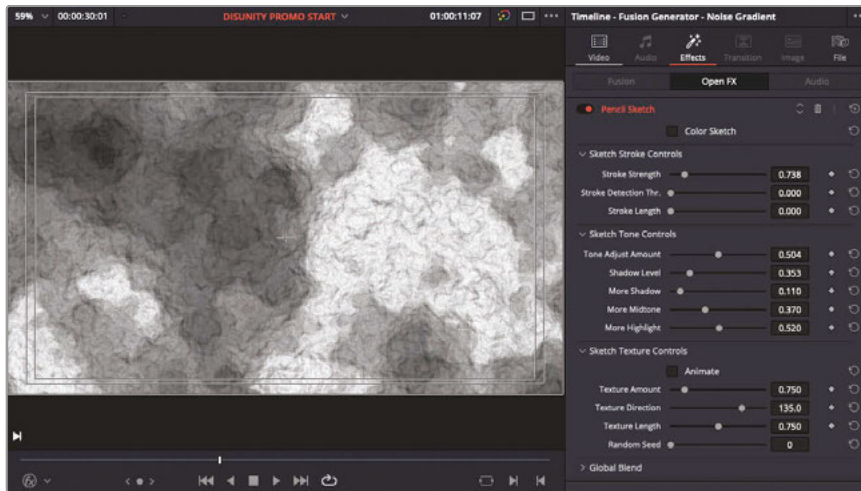 59% 00:00:30:01 DISUNITY PROMO START 01:00:11:07
Timeline - Fusion Generator - Noise Gradient
Video Audio Effects Transition Image File
Fusion Open FX Audio
Pencil Sketch
Color Sketch
Sketch Stroke Controls
Stroke Strength 0.738
Stroke Detection Thr. 0.000
Stroke Length 0.000
Sketch Tone Controls
Tone Adjust Amount 0.504
Shadow Level 0.353
More Shadow 0.110
More Midtone 0.370
More Highlight 0.520
Sketch Texture Controls
Animate
Texture Amount 0.750
Texture Direction 135.0
Texture Length 0.750
Random Seed 0
Global Blend